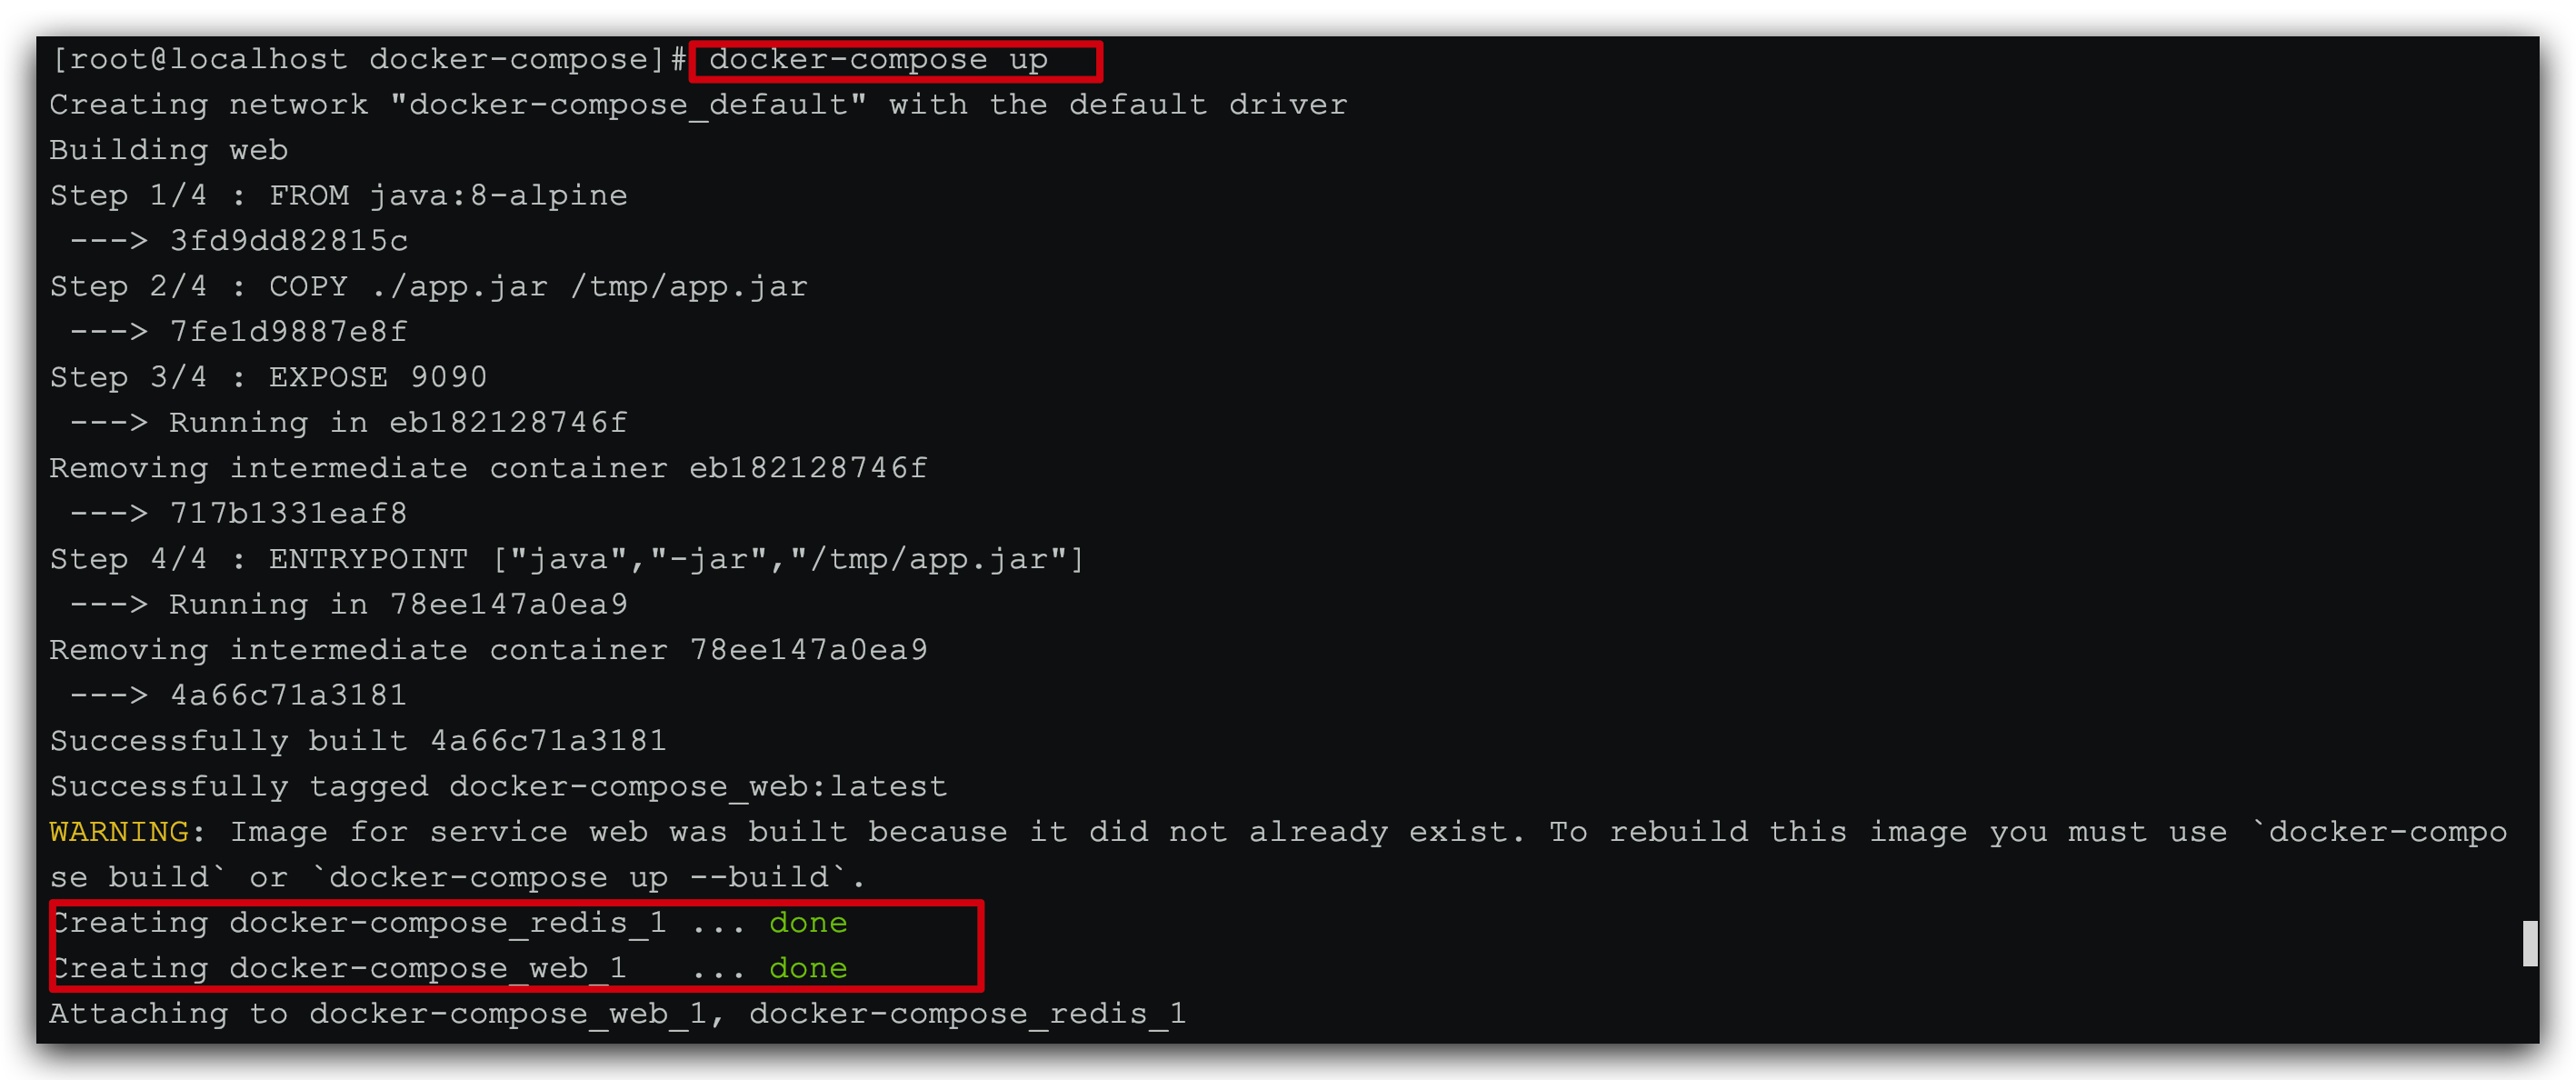 [root@localhost docker-compose]# docker-compose up
Creating network "docker-compose_default" with the default driver
Building web
Step 1/4 : FROM java:8-alpine
 ---> 3fd9dd82815c
Step 2/4 : COPY ./app.jar /tmp/app.jar
 ---> 7fe1d9887e8f
Step 3/4 : EXPOSE 9090
 ---> Running in eb182128746f
Removing intermediate container eb182128746f
 ---> 717b1331eaf8
Step 4/4 : ENTRYPOINT ["java","-jar","/tmp/app.jar"]
 ---> Running in 78ee147a0ea9
Removing intermediate container 78ee147a0ea9
 ---> 4a66c71a3181
Successfully built 4a66c71a3181
Successfully tagged docker-compose_web:latest
WARNING: Image for service web was built because it did not already exist. To rebuild this image you must use `docker-compo
se build` or `docker-compose up --build`.
Creating docker-compose_redis_1 ... done
Creating docker-compose_web_1   ... done
Attaching to docker-compose_web_1, docker-compose_redis_1